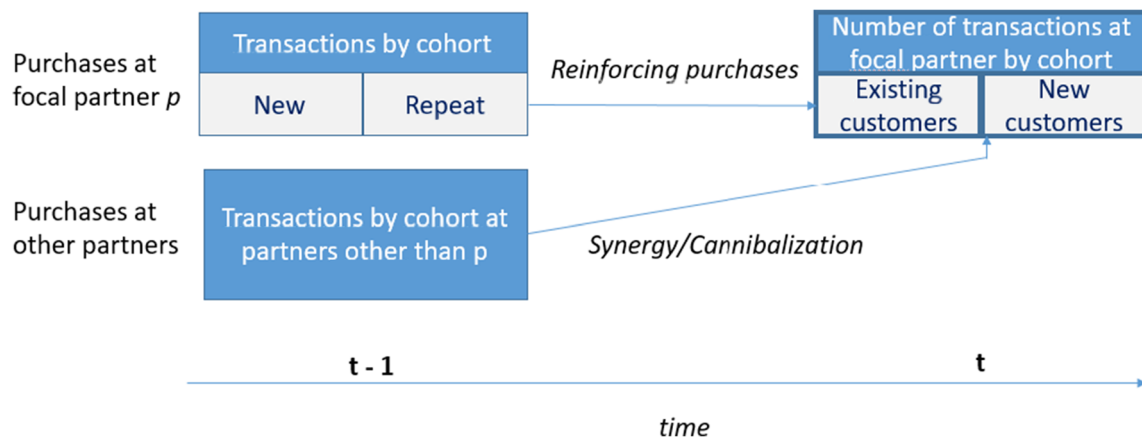 Purchases at
focal partner p
Transactions by cohort
New
Repeat
Reinforcing purchases
Number of transactions at
focal partner by cohort
Existing
customers
New
customers
Purchases at
other partners
Transactions by cohort at
partners other than p
Synergy/Cannibalization
t - 1
t
time